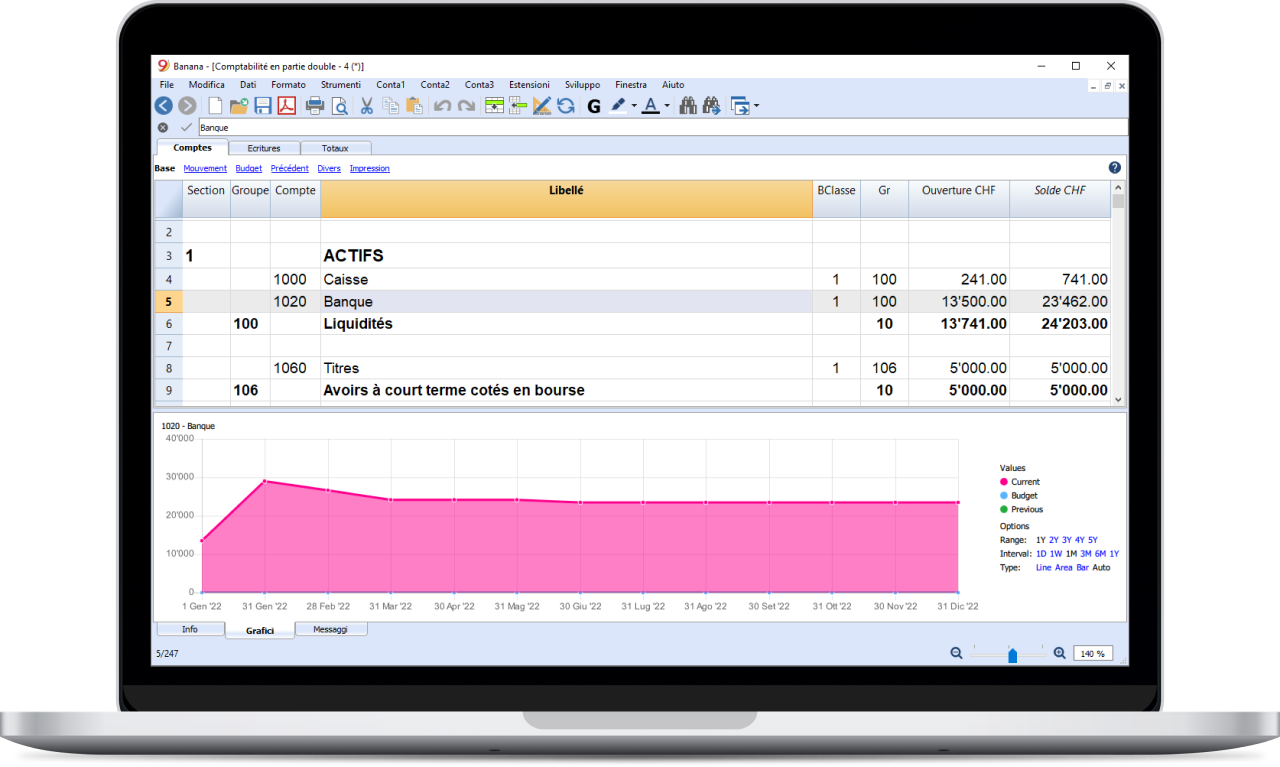 Banana - [Comptabilité en partie double - 4 (*)]
File Modifica Dati Formato Strumenti Conta1 Conta2 Conta3 Estensioni Sviluppo Finestra Aiuto
G A
Banque
Comptes Ecritures Totaux
Base Mouvement Budget Précédent Divers Impression
Section Groupe Compte Libellé BClasse Gr Ouverture CHF Solde CHF
2
3 1 ACTIFS
4 1000 Caisse 1 100 241.00 741.00
5 1020 Banque 1 100 13'500.00 23'462.00
6 100 Liquidités 10 13'741.00 24'203.00
7
8 1060 Titres 1 106 5'000.00 5'000.00
9 106 Avoirs à court terme cotés en bourse 10 5'000.00 5'000.00
1020 - Banque
40'000
30'000
20'000
10'000
0
1 Gen '22 31 Gen '22 28 Feb '22 31 Mar '22 30 Apr '22 31 Mag '22 30 Giu '22 31 Lug '22 31 Ago '22 30 Set '22 31 Ott '22 30 Nov '22 31 Dic '22
Values
Current
Budget
Previous
Options
Range: 1Y 2Y 3Y 4Y 5Y
Interval: 1D 1W 1M 3M 6M 1Y
Type: Line Area Bar Auto
Info Grafici Messaggi
5/247
140 %